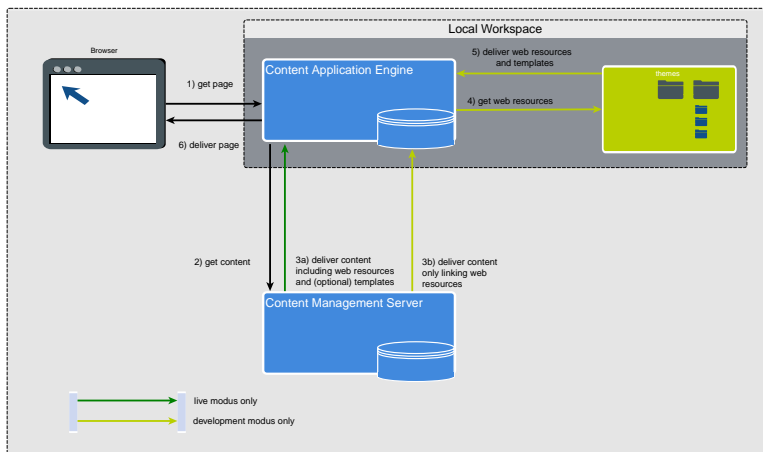 Local Workspace
Browser
Content Application Engine
5) deliver web resources
and templates
themes
1) get page
4) get web resources
6) deliver page
2) get content
3a) deliver content
including web resources
and (optional) templates
3b) deliver content
only linking web
resources
Content Management Server
live modus only
development modus only